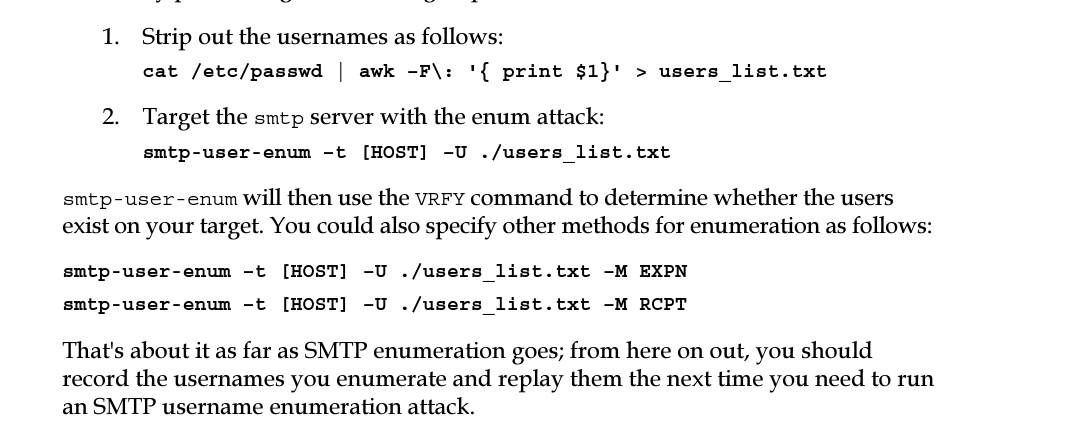 1. Strip out the usernames as follows:
cat /etc/passwd | awk -F\: '{ print $1}' > users_list.txt
2. Target the smtp server with the enum attack:
smtp-user-enum -t [HOST] -U ./users_list.txt
smtp-user-enum will then use the VRFY command to determine whether the users
exist on your target. You could also specify other methods for enumeration as follows:
smtp-user-enum -t [HOST] -U ./users_list.txt -M EXPN
smtp-user-enum -t [HOST] -U ./users_list.txt -M RCPT
That's about it as far as SMTP enumeration goes; from here on out, you should
record the usernames you enumerate and replay them the next time you need to run
an SMTP username enumeration attack.